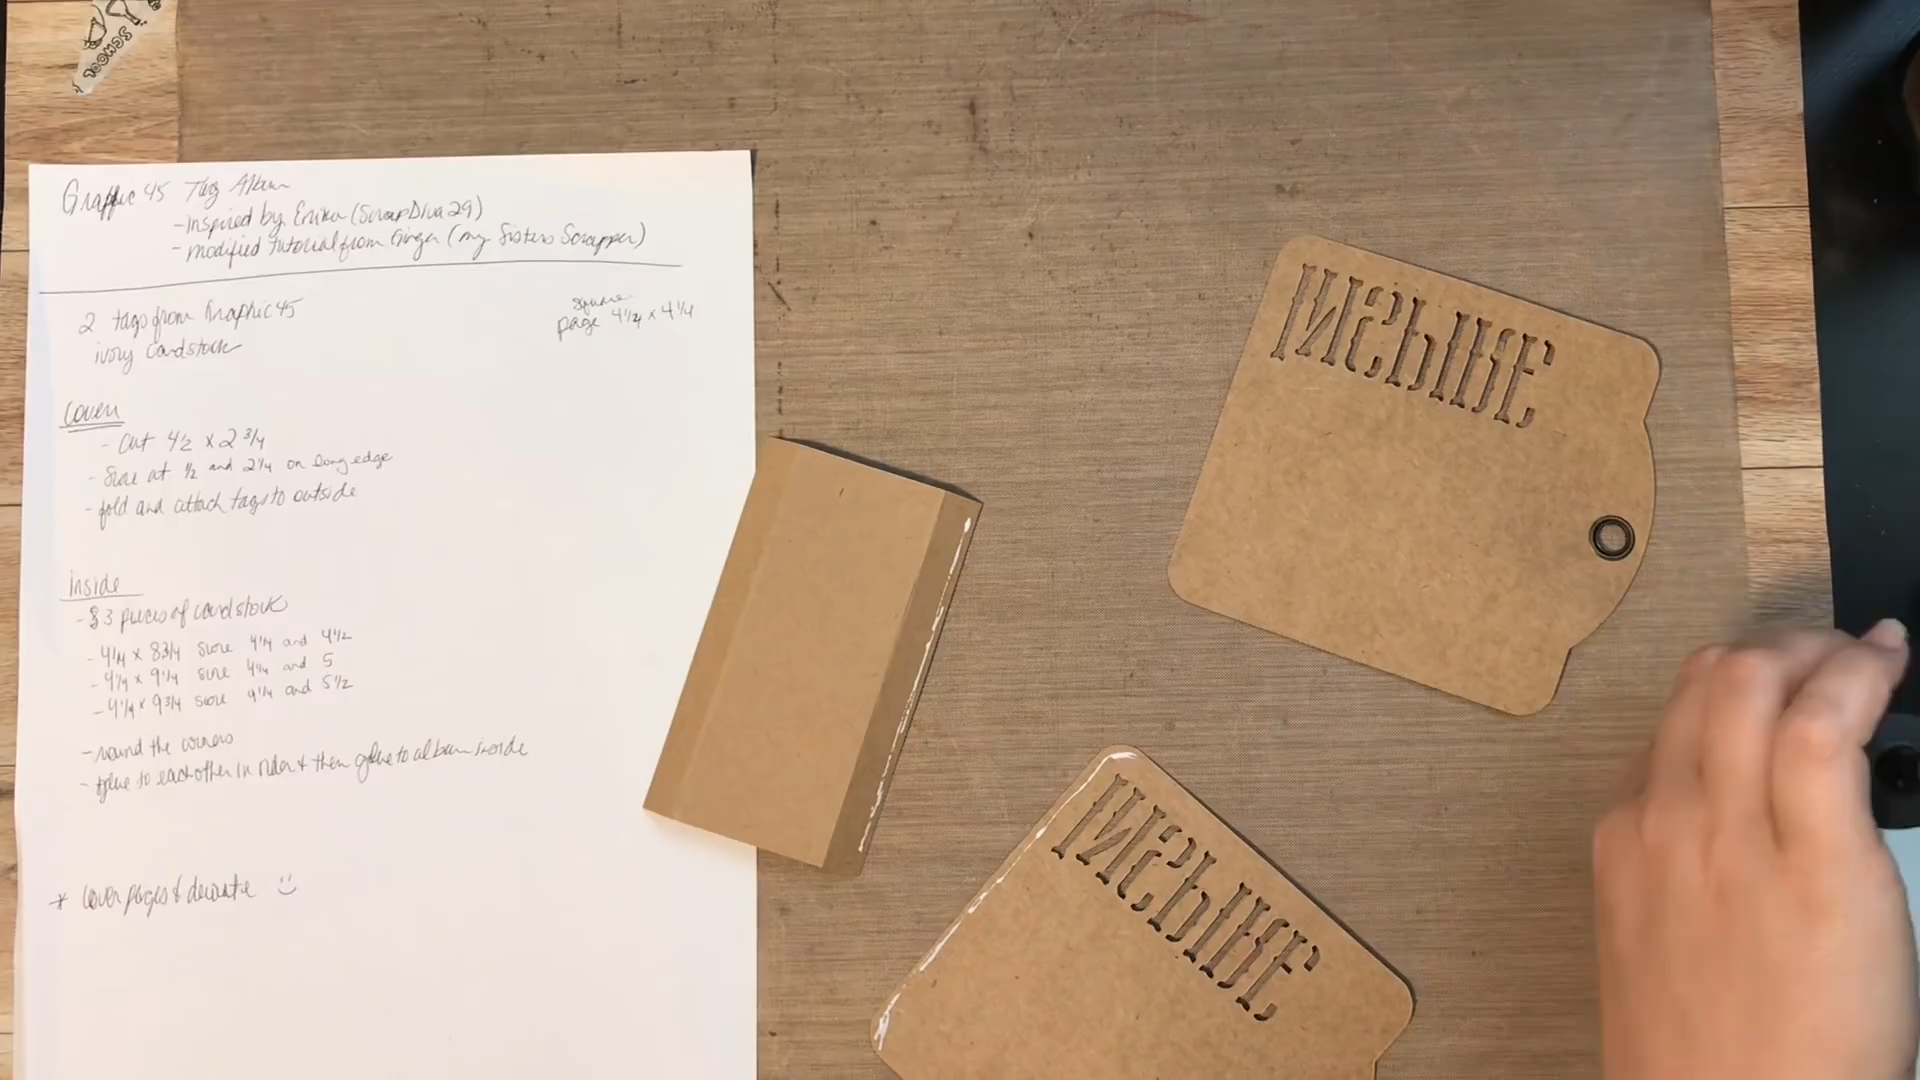 SCHOOL
Graphic 45 Tag Album
- inspired by Erika (ScrapDiva29)
- modified tutorial from Ginger (my Sisters Scrapper)
2 tags from Graphic 45
ivory cardstock
square
page 4 1/4 x 4 1/4
Cover
- Cut 4 1/2 x 2 3/4
- Score at 1/2 and 2 1/4 on long edge
- fold and attach tags to outside
Inside
- 3 pieces of cardstock
- 4 1/4 x 8 3/4 score 4 1/4 and 4 1/2
- 4 1/4 x 9 1/4 score 4 1/4 and 5
- 4 1/4 x 9 3/4 score 4 1/4 and 5 1/2
- round the corners
- glue to each other in order & then glue to album inside
* cover pages & decorate
INSPIRE
INSPIRE